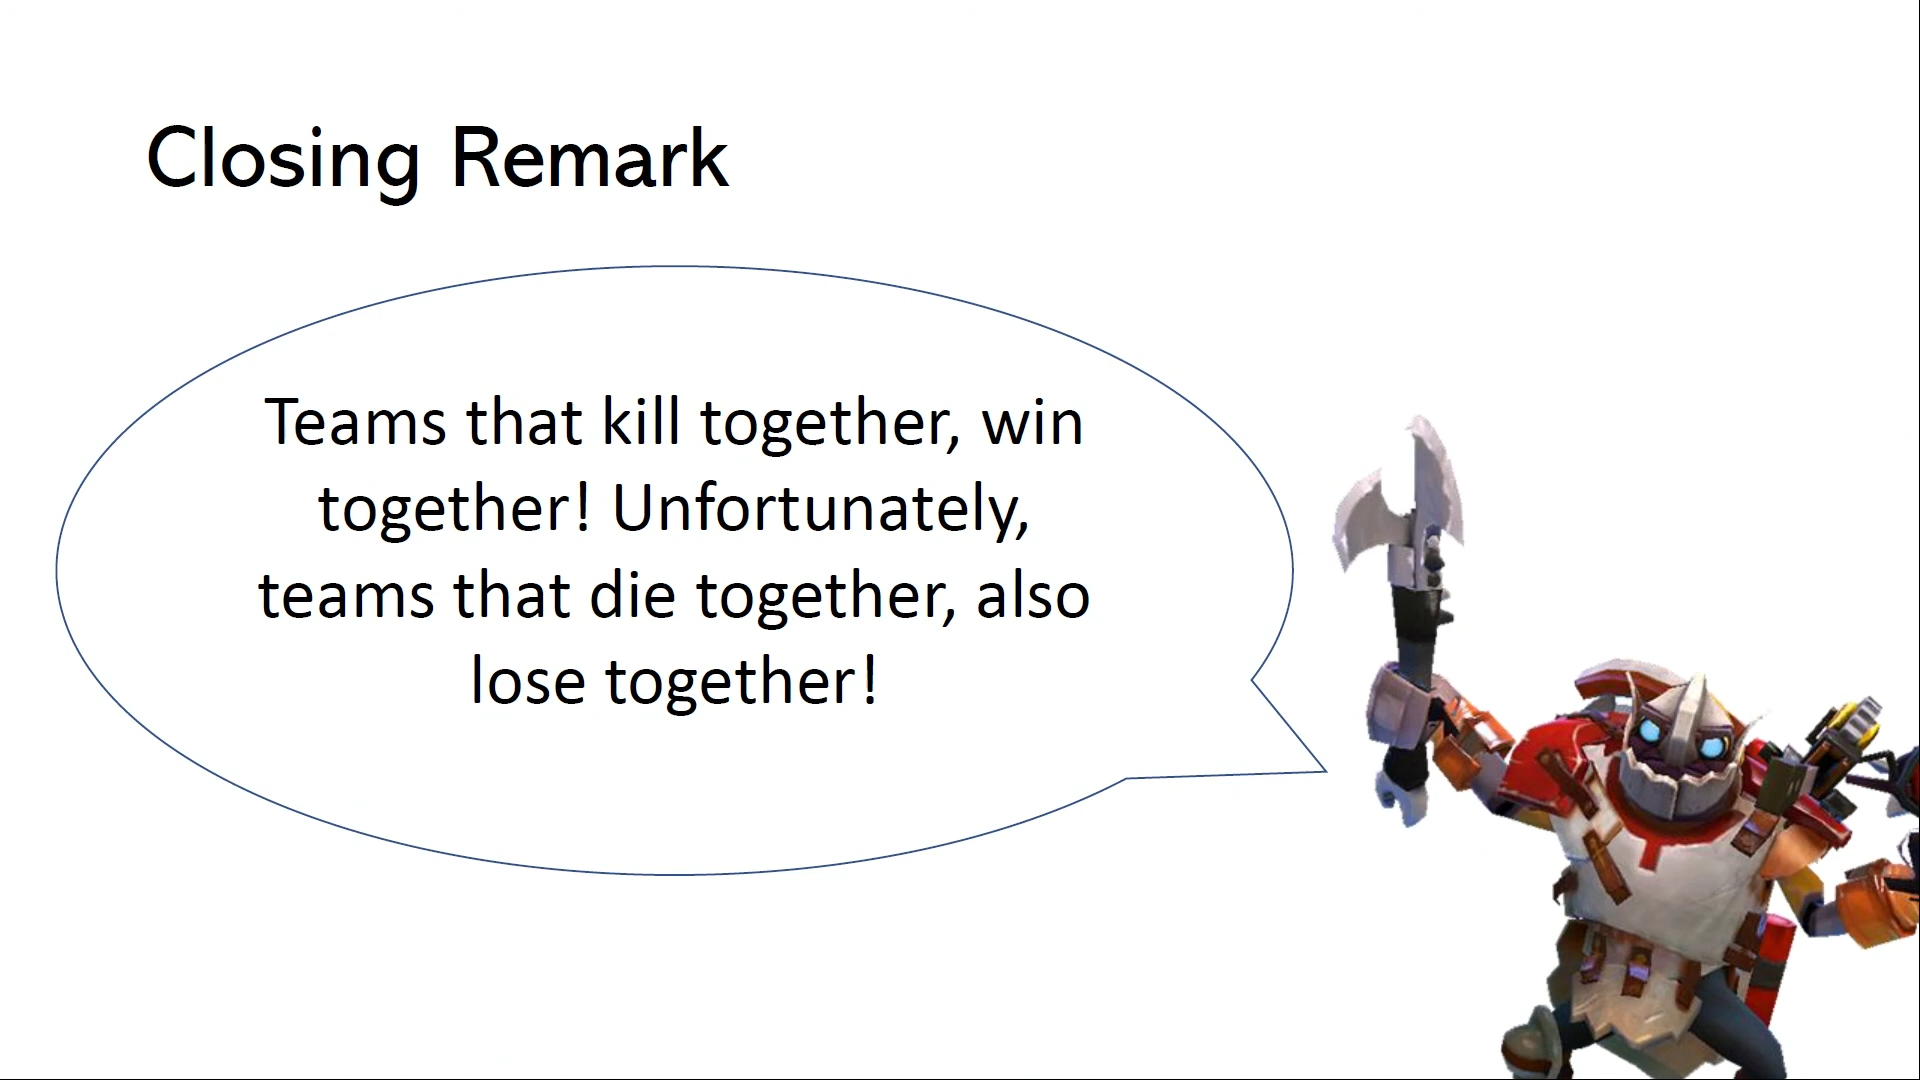 Closing Remark
Teams that kill together, win
together! Unfortunately,
teams that die together, also
lose together!